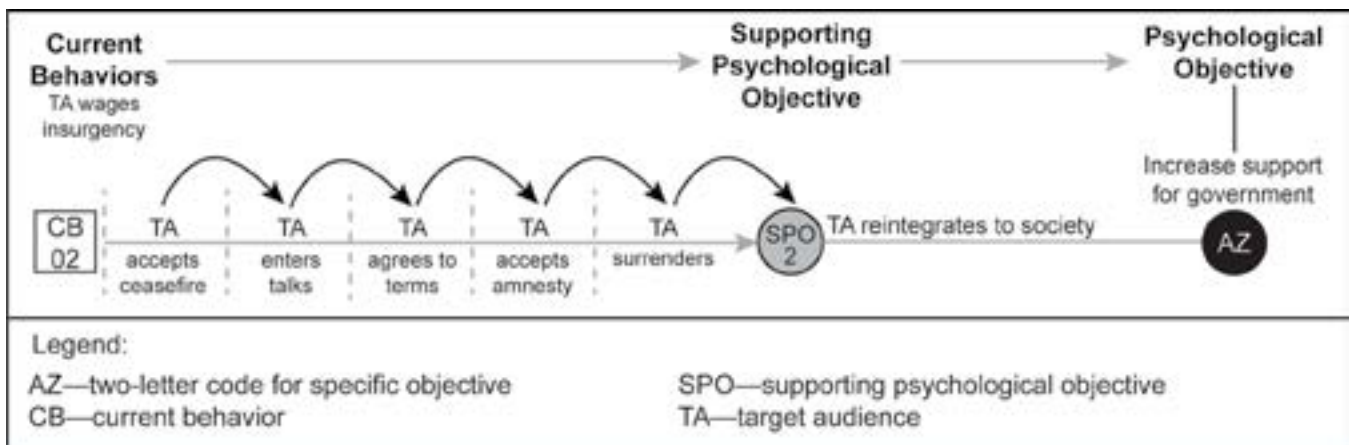 Current
Behaviors
TA wages
insurgency
Supporting
Psychological
Objective
Psychological
Objective
Increase support
for government
CB
02
TA
accepts
ceasefire
TA
enters
talks
TA
agrees to
terms
TA
accepts
amnesty
TA
surrenders
SPO
2
TA reintegrates to society
AZ
Legend:
AZ—two-letter code for specific objective
CB—current behavior
SPO—supporting psychological objective
TA—target audience